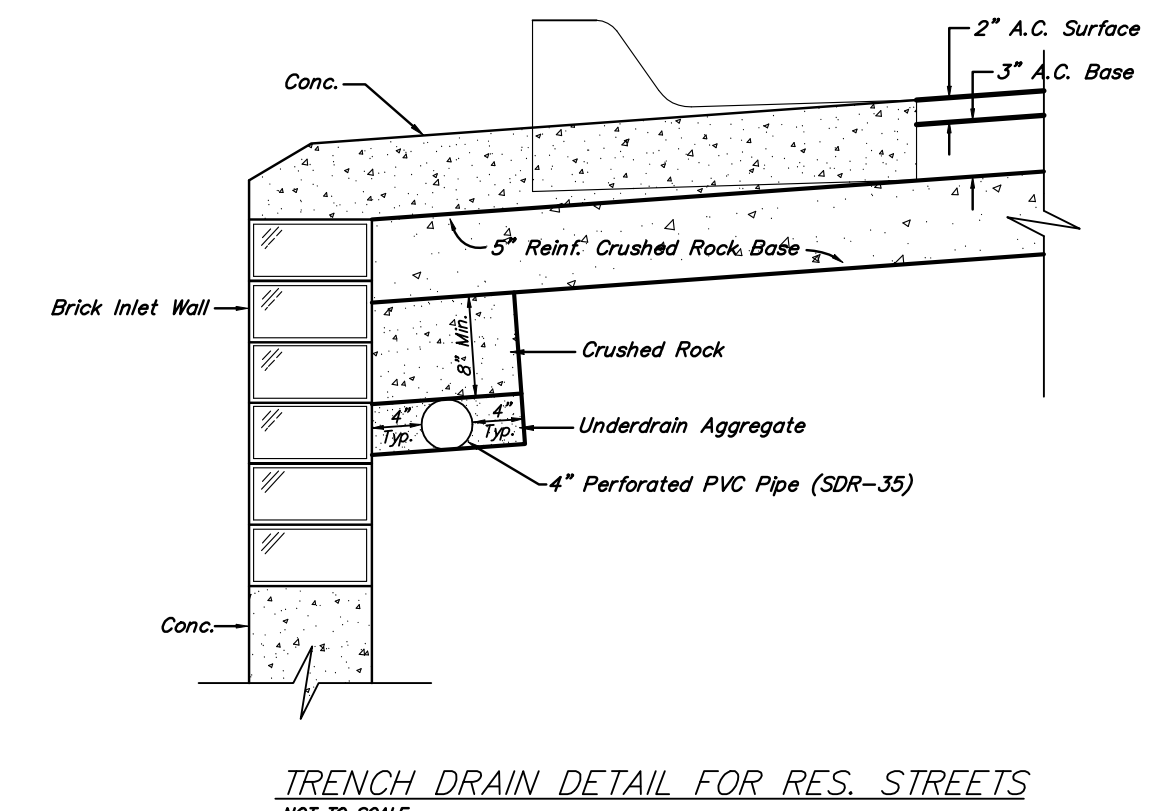 2” A.C. Surface
3” A.C. Base
Conc.
5” Reinf. Crushed Rock Base
Brick Inlet Wall
8” Min.
Crushed Rock
4” Typ.
4” Typ.
Underdrain Aggregate
4” Perforated PVC Pipe (SDR-35)
Conc.
TRENCH DRAIN DETAIL FOR RES. STREETS
NOT TO SCALE